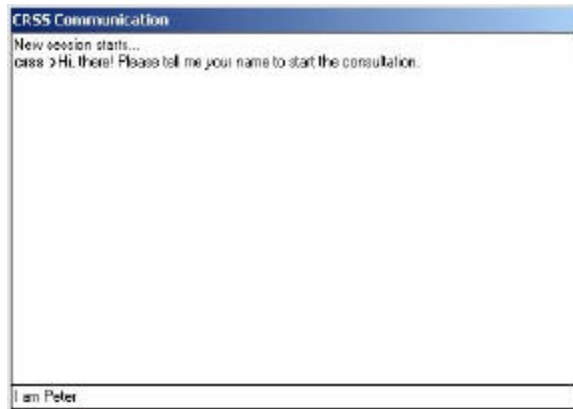 CRSS Communication
New session starts...
crss > Hi, there! Please tell me your name to start the consultation.
I am Peter